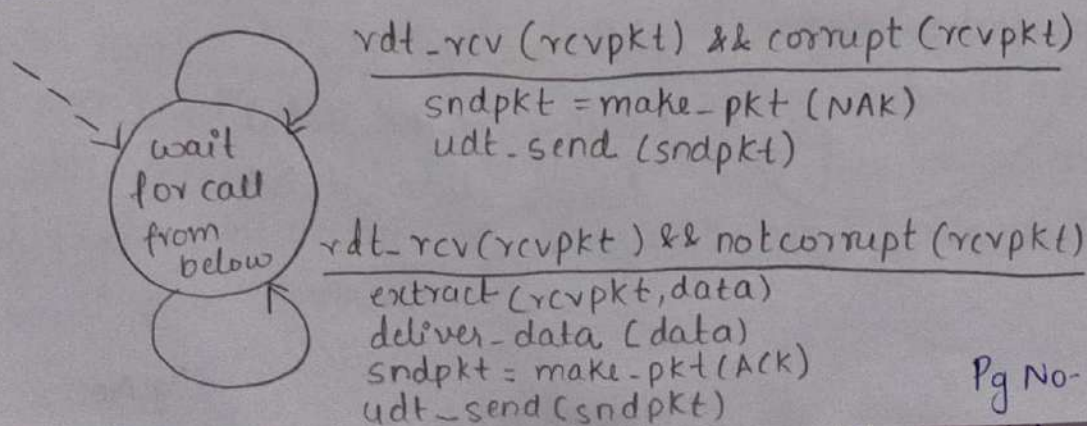 rdt_rcv (rcvpkt) && corrupt (rcvpkt)
sndpkt = make_pkt (NAK)
udt_send (sndpkt)
wait
for call
from
below
rdt_rcv(rcvpkt) && notcorrupt (rcvpkt)
extract (rcvpkt, data)
deliver_data (data)
sndpkt = make_pkt (ACK)
udt_send (sndpkt)
Pg No-